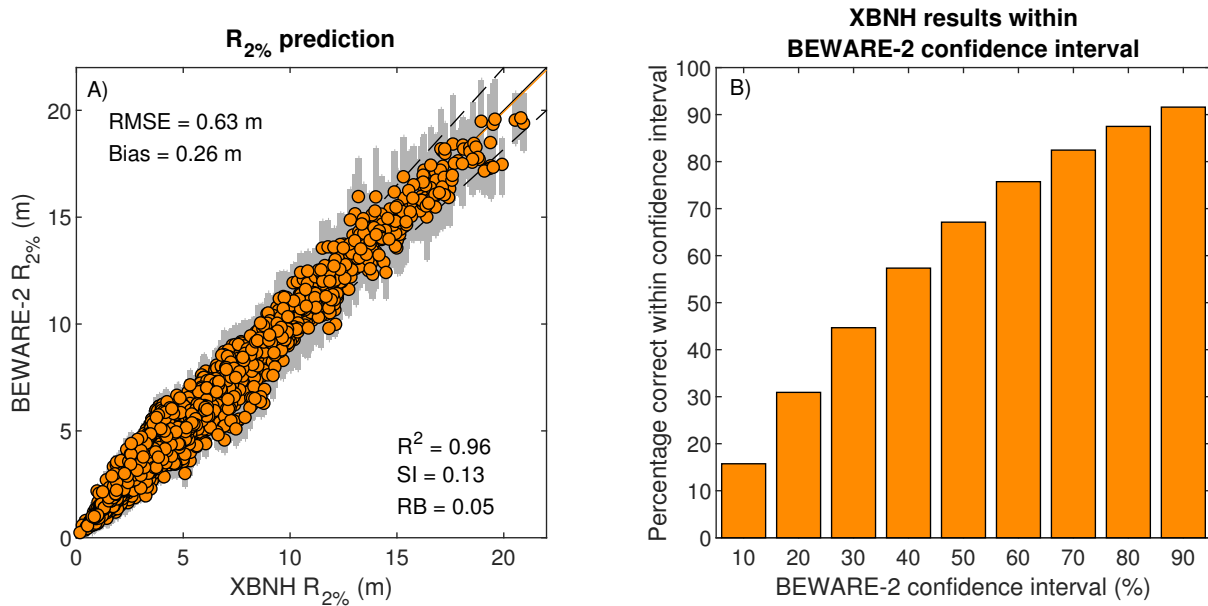 R2% prediction
A)
RMSE = 0.63 m
Bias = 0.26 m
R2 = 0.96
SI = 0.13
RB = 0.05
20
15
10
5
0
0 5 10 15 20
BEWARE-2 R2% (m)
XBNH R2% (m)
XBNH results within
BEWARE-2 confidence interval
B)
100
90
80
70
60
50
40
30
20
10
0
10 20 30 40 50 60 70 80 90
Percentage correct within confidence interval
BEWARE-2 confidence interval (%)